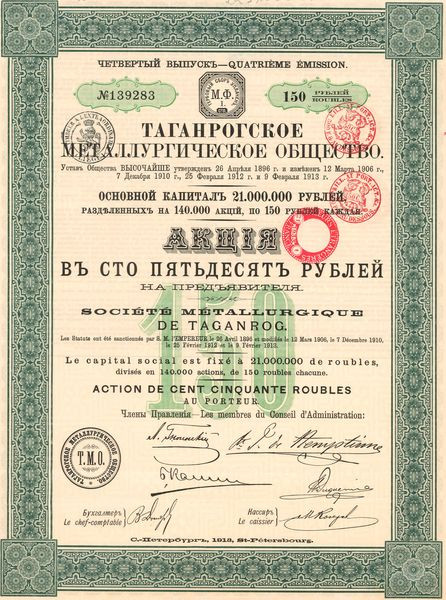 ЧЕТВЕРТЫЙ ВЫПУСКЪ — QUATRIÈME ÉMISSION.
№139283
М.Ф.
1.
150 РУБЛЕЙ
ROUBLES
ТАГАНРОГСКОЕ
МЕТАЛЛУРГИЧЕСКОЕ ОБЩЕСТВО.
Уставъ Общества ВЫСОЧАЙШЕ утвержденъ 26 Апрѣля 1896 г. и измѣненъ 12 Марта 1906 г.,
7 Декабря 1910 г., 25 Февраля 1912 г. и 9 Февраля 1913 г.
ОСНОВНОЙ КАПИТАЛЪ 21.000.000 РУБЛЕЙ,
РАЗДѢЛЕННЫХЪ НА 140.000 АКЦІЙ, ПО 150 РУБЛЕЙ КАЖДАЯ.
АКЦІЯ
ВЪ СТО ПЯТЬДЕСЯТЪ РУБЛЕЙ
НА ПРЕДЪЯВИТЕЛЯ.
150
SOCIÉTÉ MÉTALLURGIQUE
DE TAGANROG.
Les Statuts ont été sanctionnés par S. M. l'EMPEREUR le 26 Avril 1896 et modifiés le 12 Mars 1906, le 7 Décembre 1910,
le 25 Février 1912 et le 9 Février 1913.
Le capital social est fixé à 21.000.000 de roubles,
divisés en 140.000 actions, de 150 roubles chacune.
ACTION DE CENT CINQUANTE ROUBLES
AU PORTEUR.
Члены Правленія: Les membres du Conseil d'Administration:
ТАГАНРОГСКОЕ МЕТАЛЛУРГИЧЕСКОЕ ОБЩЕСТВО
Т.М.О.
Бухгалтеръ
Le chef-comptable
Кассиръ
Le caissier
С.-Петербургъ, 1913, St-Pétersbourg.